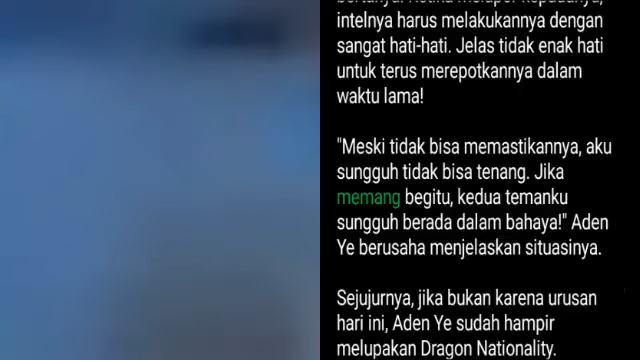 intelnya harus melakukannya dengan
sangat hati-hati. Jelas tidak enak hati
untuk terus merepotkannya dalam
waktu lama!
"Meski tidak bisa memastikannya, aku
sungguh tidak bisa tenang. Jika
memang begitu, kedua temanku
sungguh berada dalam bahaya!" Aden
Ye berusaha menjelaskan situasinya.
Sejujurnya, jika bukan karena urusan
hari ini, Aden Ye sudah hampir
melupakan Dragon Nationality.